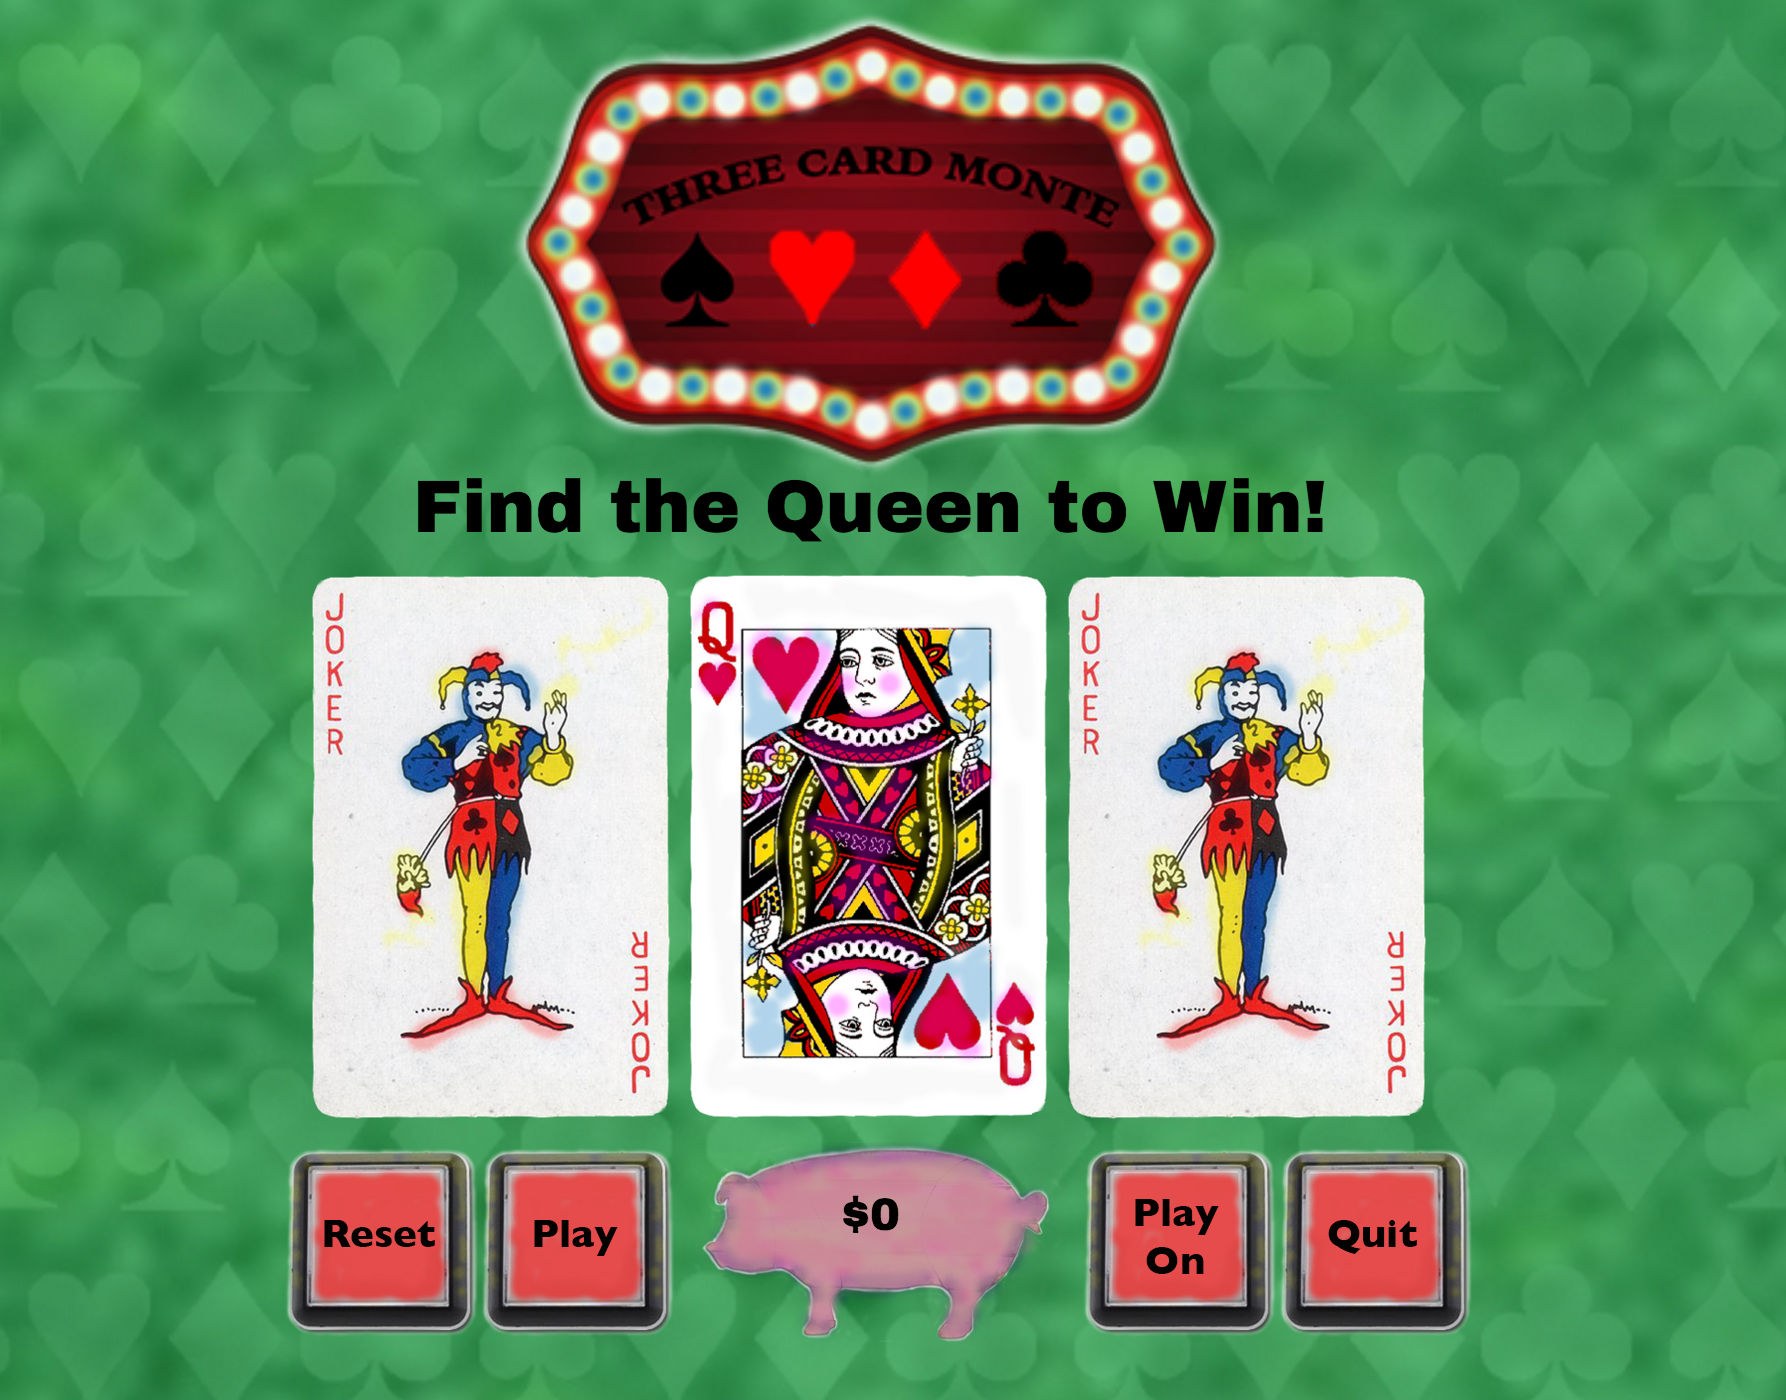 THREE CARD MONTE
Find the Queen to Win!
JOKER
JOKER
Q
Q
JOKER
JOKER
Reset
Play
$0
Play
On
Quit